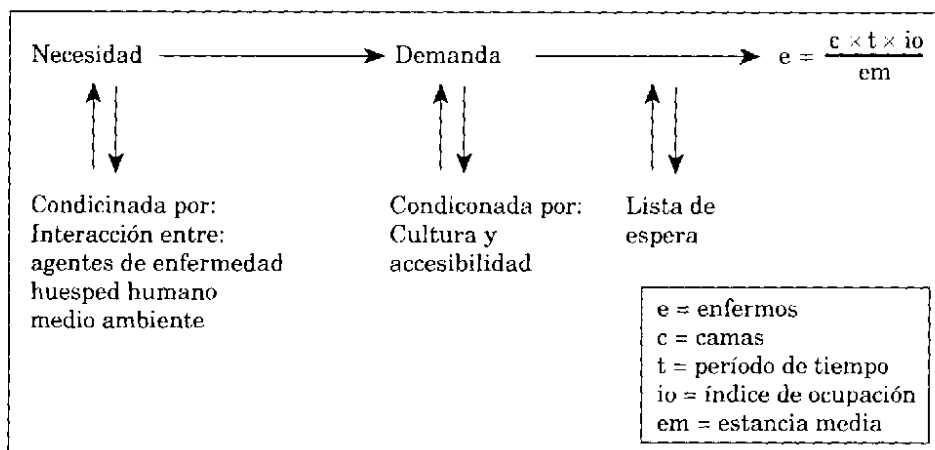 Necesidad
Demanda
e = c × t × io / em
Condicinada por:
Interacción entre:
agentes de enfermedad
huesped humano
medio ambiente
Condiconada por:
Cultura y
accesibilidad
Lista de
espera
e = enfermos
c = camas
t = período de tiempo
io = índice de ocupación
em = estancia media